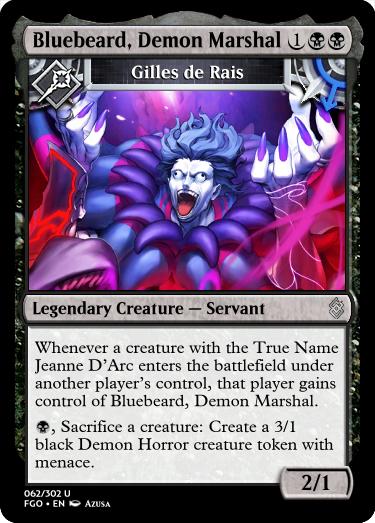 Bluebeard, Demon Marshal 1
Gilles de Rais
Legendary Creature — Servant
Whenever a creature with the True Name
Jeanne D'Arc enters the battlefield under
another player's control, that player gains
control of Bluebeard, Demon Marshal.
, Sacrifice a creature: Create a 3/1
black Demon Horror creature token with
menace.
2/1
062/302 U
FGO • EN Azusa